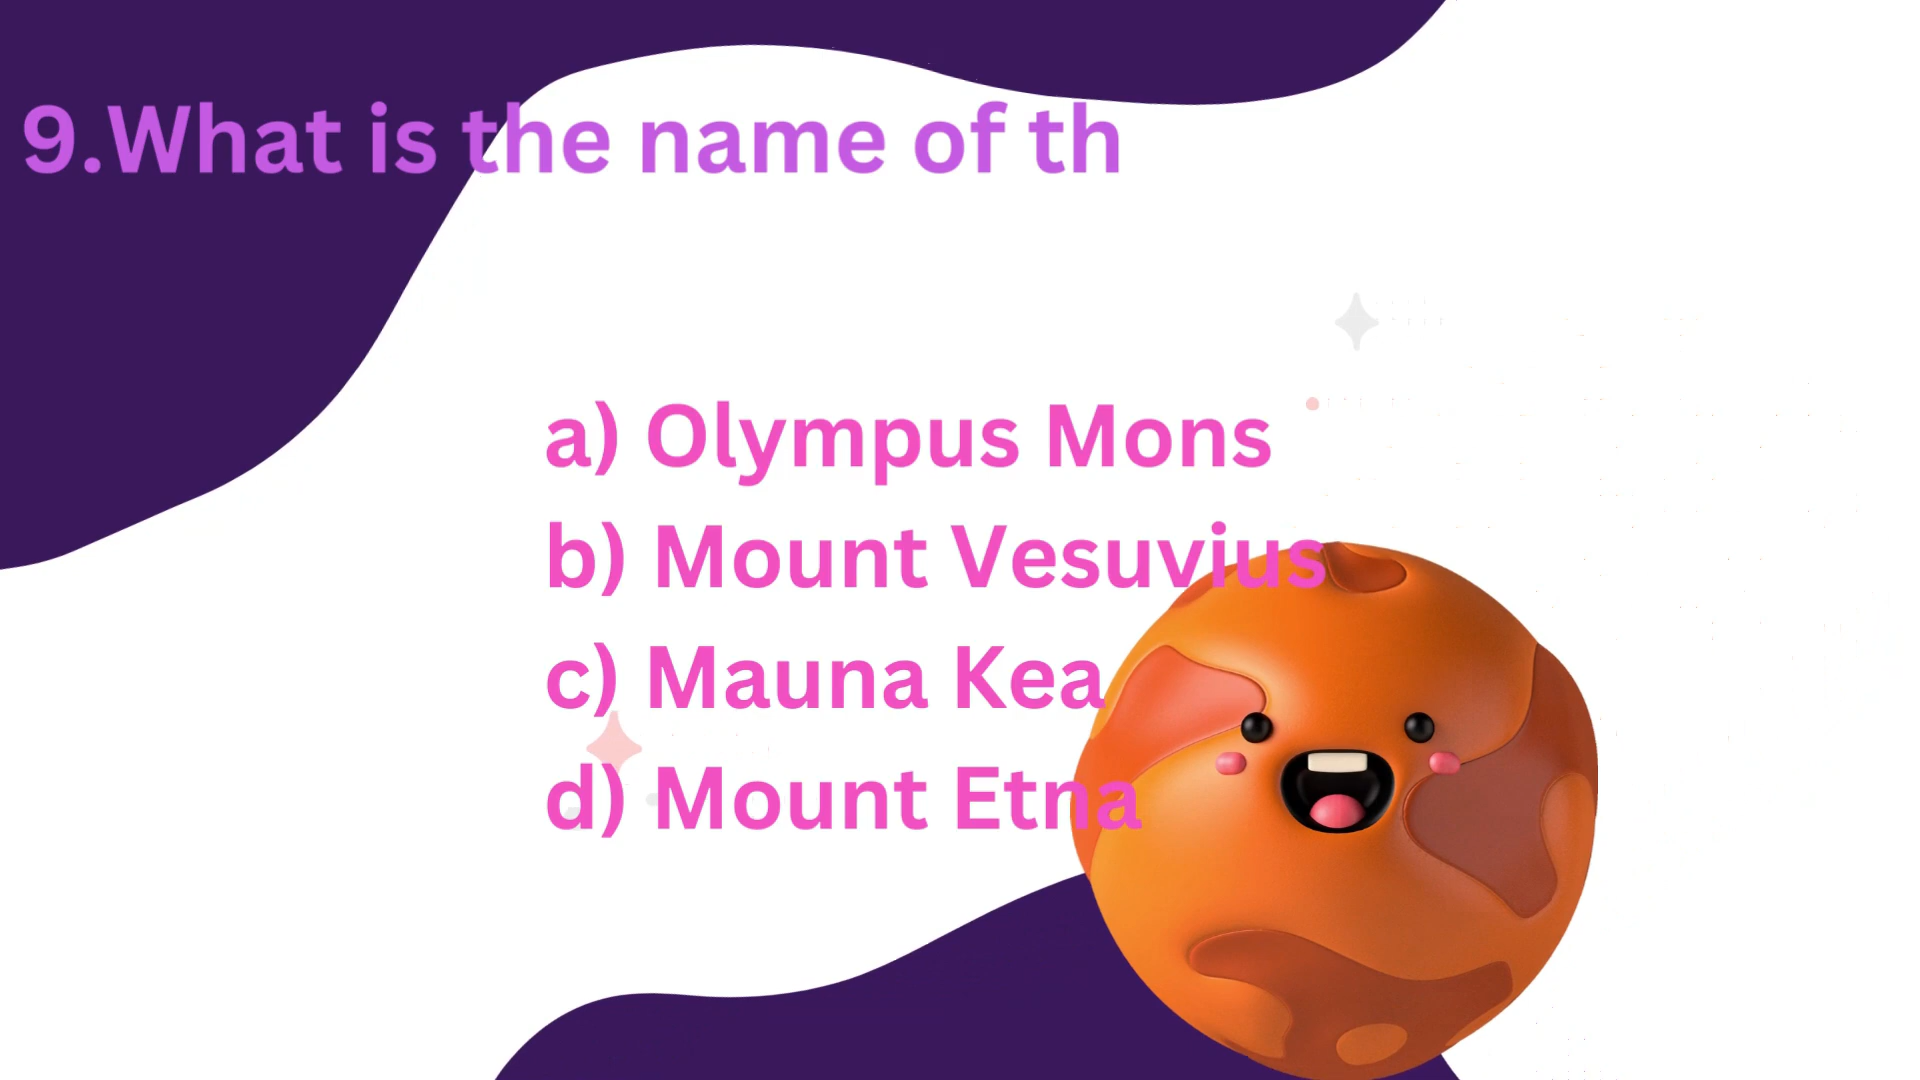 9.What is the name of th
a) Olympus Mons
b) Mount Vesuvius
c) Mauna Kea
d) Mount Etna